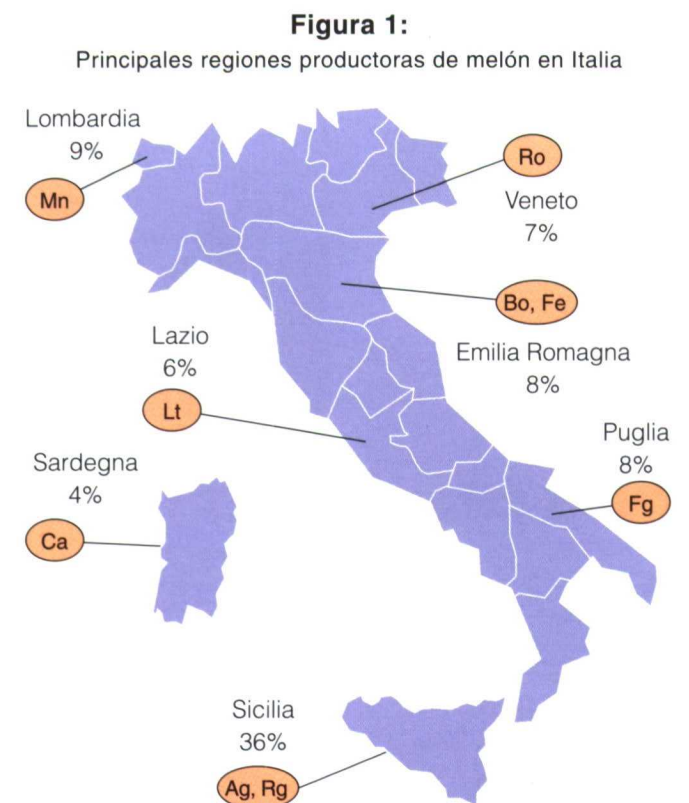 Figura 1:
Principales regiones productoras de melón en Italia
Lombardia
9%
Mn
Ro
Veneto
7%
Bo, Fe
Emilia Romagna
8%
Lazio
6%
Lt
Puglia
8%
Fg
Sardegna
4%
Ca
Sicilia
36%
Ag, Rg